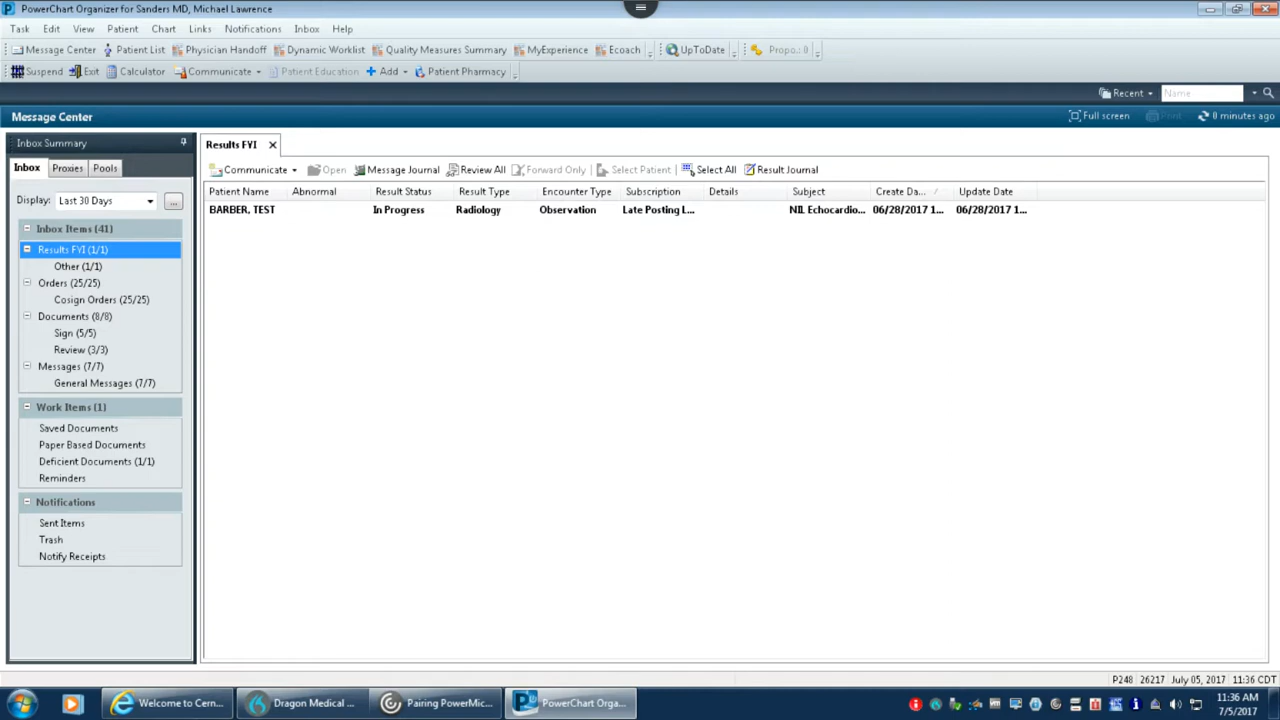 PowerChart Organizer for Sanders MD, Michael Lawrence
Task Edit View Patient Chart Links Notifications Inbox Help
Message Center Patient List Physician Handoff Dynamic Worklist Quality Measures Summary MyExperience Ecoach UpToDate Propo.: 0
Suspend Exit Calculator Communicate Patient Education Add Patient Pharmacy
Recent Name
Message Center Full screen Print 0 minutes ago
Inbox Summary
Inbox Proxies Pools
Display: Last 30 Days ...
Inbox Items (41)
Results FYI (1/1)
Other (1/1)
Orders (25/25)
Cosign Orders (25/25)
Documents (8/8)
Sign (5/5)
Review (3/3)
Messages (7/7)
General Messages (7/7)
Work Items (1)
Saved Documents
Paper Based Documents
Deficient Documents (1/1)
Reminders
Notifications
Sent Items
Trash
Notify Receipts
Results FYI
Communicate Open Message Journal Review All Forward Only Select Patient Select All Result Journal
Patient Name Abnormal Result Status Result Type Encounter Type Subscription Details Subject Create Da... Update Date
BARBER, TEST In Progress Radiology Observation Late Posting L... NIL Echocardio... 06/28/2017 1... 06/28/2017 1...
P248 26217 July 05, 2017 11:36 AM CDT
Welcome to Cern... Dragon Medical ... Pairing PowerMic... PowerChart Orga...
11:36 AM
7/5/2017